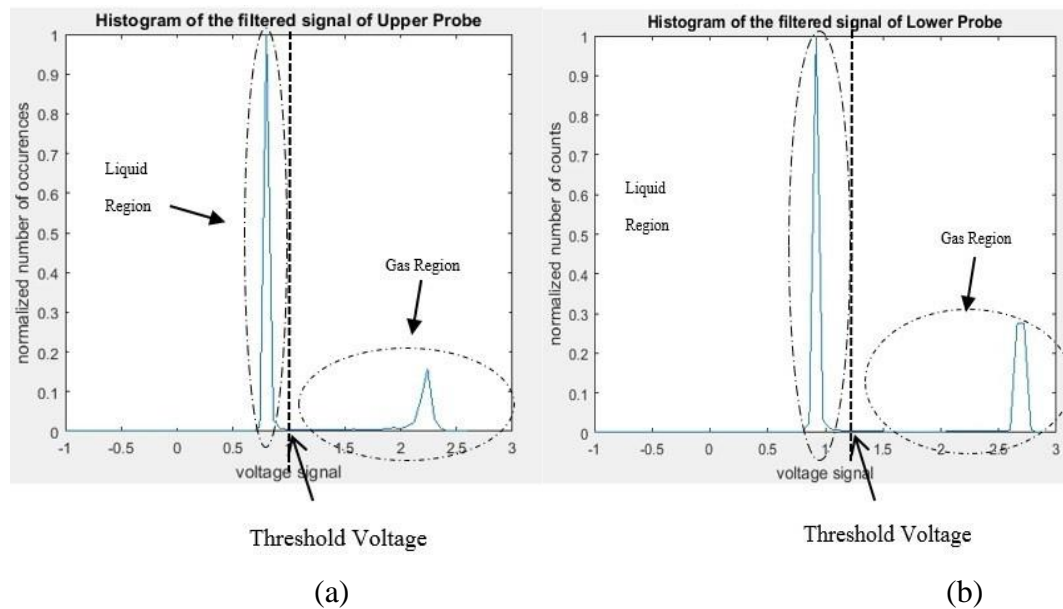 Histogram of the filtered signal of Upper Probe
normalized number of occurences
1
0.9
0.8
0.7
0.6
0.5
0.4
0.3
0.2
0.1
0
Liquid
Region
Gas Region
-1 -0.5 0 0.5 1 1.5 2 2.5 3
voltage signal
Threshold Voltage
(a)
Histogram of the filtered signal of Lower Probe
normalized number of counts
1
0.9
0.8
0.7
0.6
0.5
0.4
0.3
0.2
0.1
0
Liquid
Region
Gas Region
-1 -0.5 0 0.5 1 1.5 2 2.5 3
voltage signal
Threshold Voltage
(b)